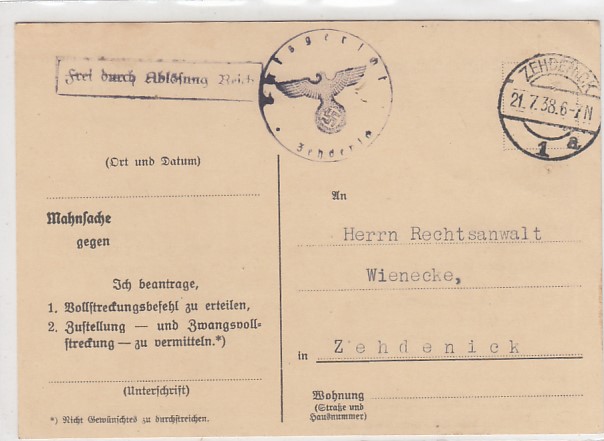 Frei durch Ablösung Reich
Amtsgericht
Zehdenick
ZEHDENICK
21.7.38.6-7N
1 a
(Ort und Datum)
Mahnsache
gegen
Ich beantrage,
1. Vollstreckungsbefehl zu erteilen,
2. Zustellung — und Zwangsvoll-
streckung — zu vermitteln.*)
(Unterschrift)
*) Nicht Gewünschtes zu durchstreichen.
An
Herrn Rechtsanwalt
Wienecke,
in Zehdenick
Wohnung
(Straße und
Hausnummer)